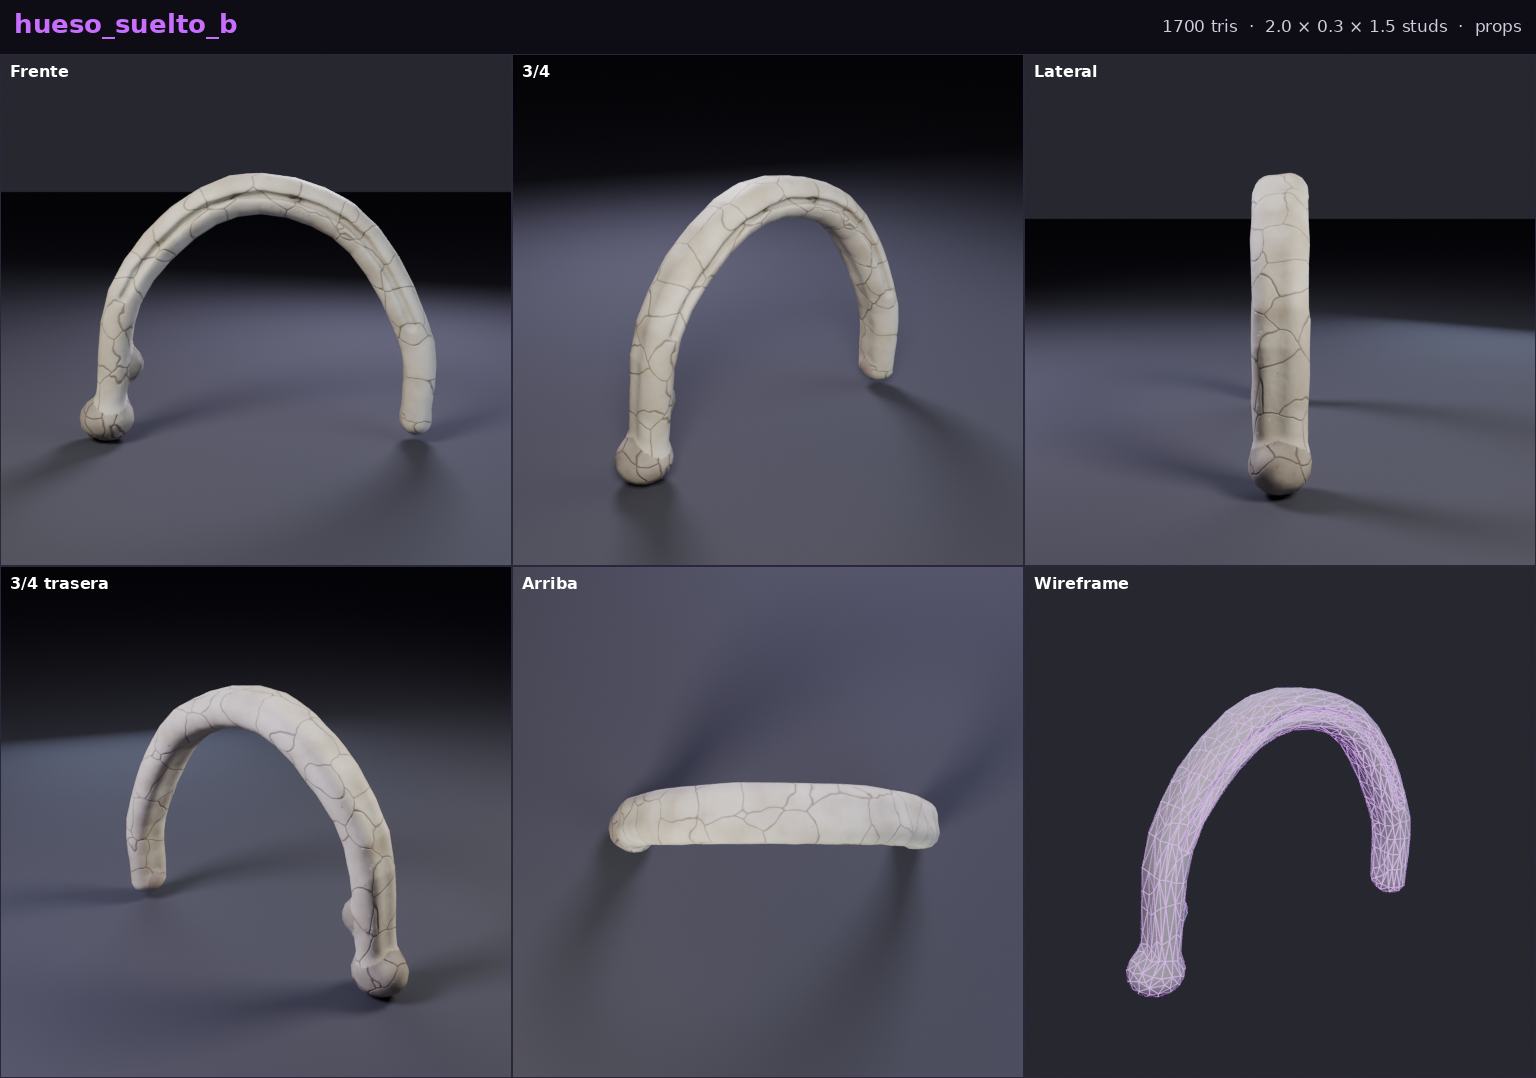 hueso_suelto_b
1700 tris · 2.0 × 0.3 × 1.5 studs · props
Frente
3/4
Lateral
3/4 trasera
Arriba
Wireframe